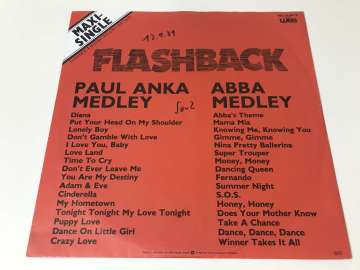 MAXI-
SINGLE
FLASHBACK
PAUL ANKA
MEDLEY
Diana
Put Your Head On My Shoulder
Lonely Boy
Don't Gamble With Love
I Love You, Baby
Love Land
Time To Cry
Don't Ever Leave Me
You Are My Destiny
Adam & Eve
Cinderella
My Hometown
Tonight Tonight My Love Tonight
Puppy Love
Dance On Little Girl
Crazy Love
ABBA
MEDLEY
Abba's Theme
Mama Mia
Knowing Me, Knowing You
Gimme, Gimme
Nina Pretty Ballerina
Super Trouper
Money, Money
Dancing Queen
Fernando
Summer Night
S.O.S.
Honey, Honey
Does Your Mother Know
Take A Chance
Dance, Dance, Dance
Winner Takes It All